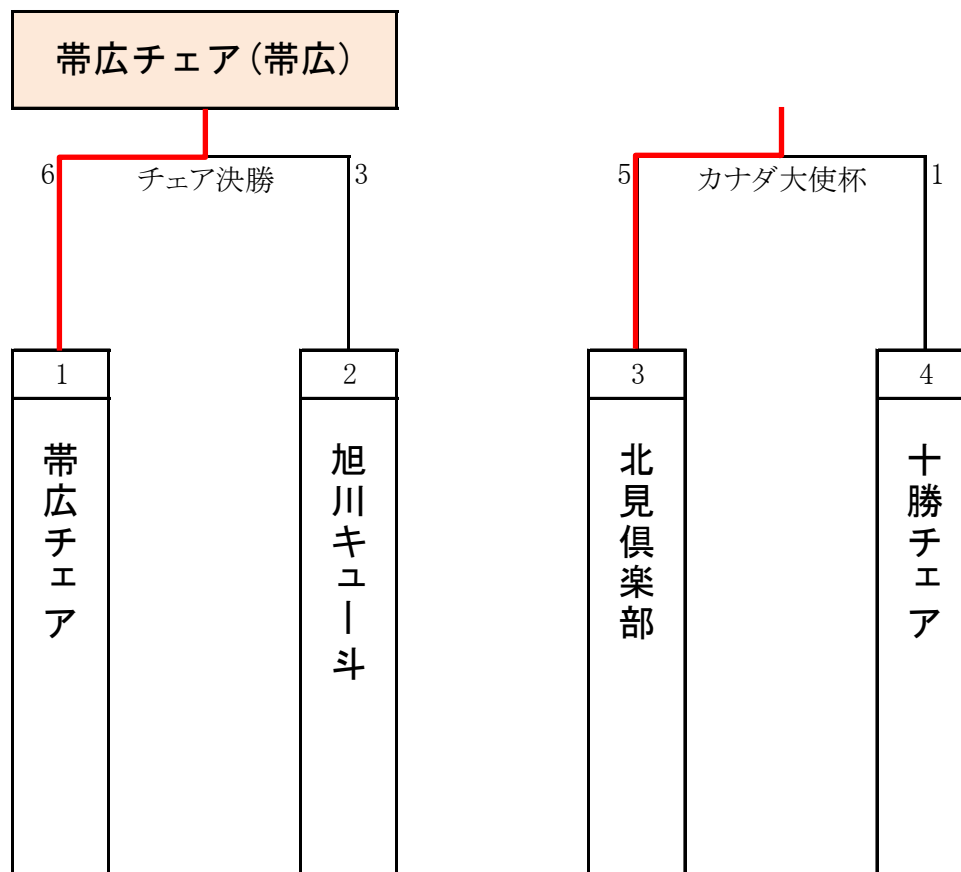 帯広チェア(帯広)
6 チェア決勝 3
5 カナダ大使杯 1
1
2
3
4
帯広チェア
旭川キュー斗
北見倶楽部
十勝チェア